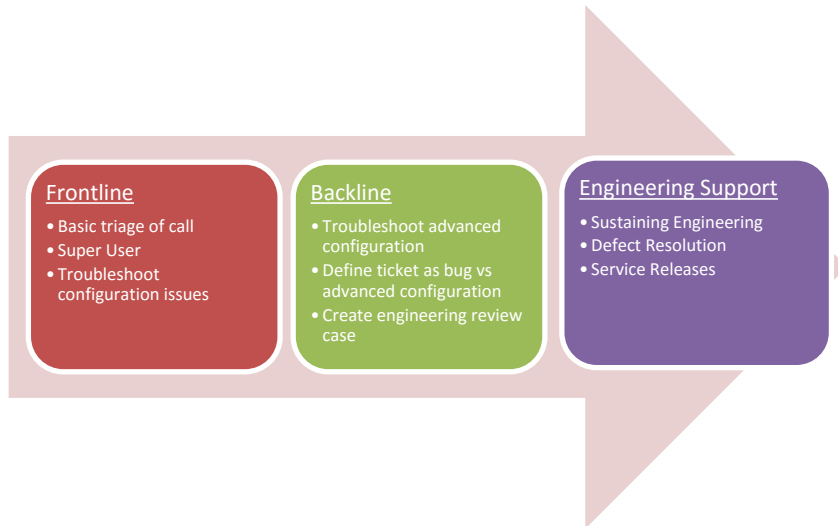 Frontline
• Basic triage of call
• Super User
• Troubleshoot
configuration issues
Backline
• Troubleshoot advanced
configuration
• Define ticket as bug vs
advanced configuration
• Create engineering review
case
Engineering Support
• Sustaining Engineering
• Defect Resolution
• Service Releases